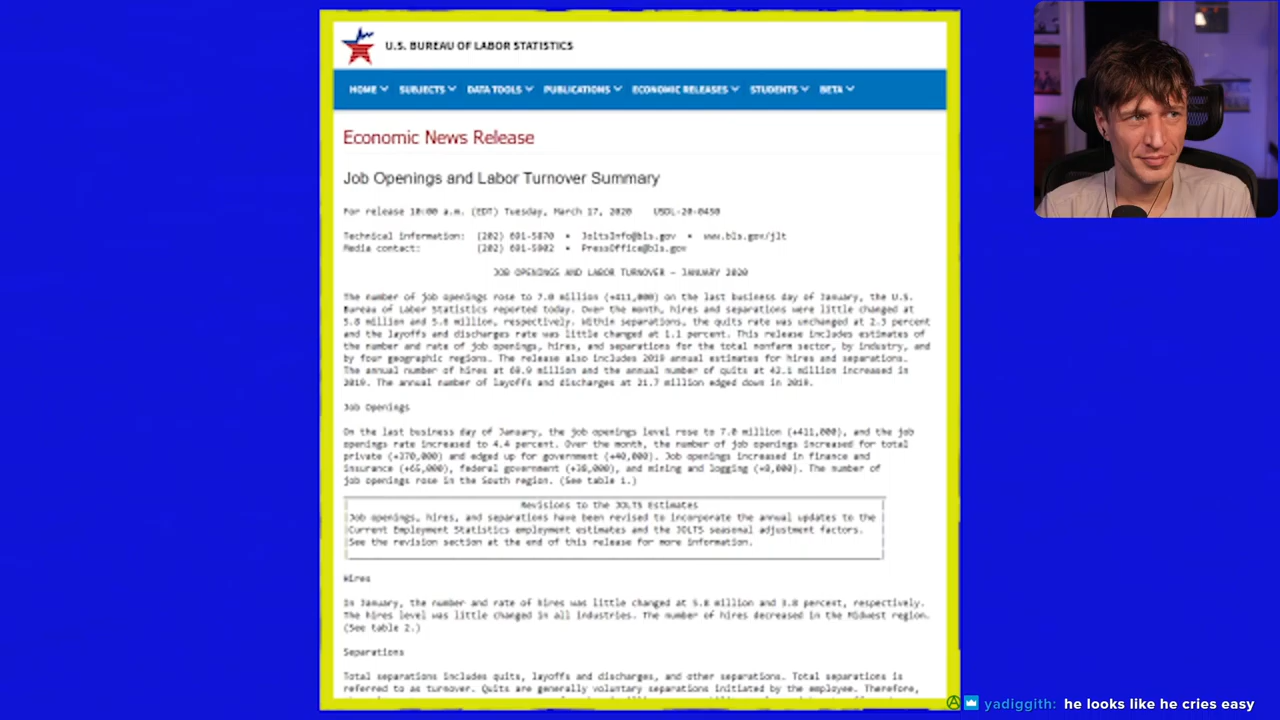 U.S. BUREAU OF LABOR STATISTICS
HOME SUBJECTS DATA TOOLS PUBLICATIONS ECONOMIC RELEASES STUDENTS BETA
Economic News Release
Job Openings and Labor Turnover Summary
For release 10:00 a.m. (EDT) Tuesday, March 17, 2020 USDL-20-0430
Technical information: (202) 691-5870 • JoltsInfo@bls.gov • www.bls.gov/jlt
Media contact: (202) 691-5902 • PressOffice@bls.gov
JOB OPENINGS AND LABOR TURNOVER – JANUARY 2020
The number of job openings rose to 7.0 million (+411,000) on the last business day of January, the U.S.
Bureau of Labor Statistics reported today. Over the month, hires and separations were little changed at
5.8 million and 5.8 million, respectively. Within separations, the quits rate was unchanged at 2.3 percent
and the layoffs and discharges rate was little changed at 1.1 percent. This release includes estimates of
the number and rate of job openings, hires, and separations for the total nonfarm sector, by industry, and
by four geographic regions. The release also includes 2019 annual estimates for hires and separations.
The annual number of hires at 69.9 million and the annual number of quits at 42.1 million increased in
2019. The annual number of layoffs and discharges at 21.7 million edged down in 2019.
Job Openings
On the last business day of January, the job openings level rose to 7.0 million (+411,000), and the job
openings rate increased to 4.4 percent. Over the month, the number of job openings increased for total
private (+370,000) and edged up for government (+40,000). Job openings increased in finance and
insurance (+65,000), federal government (+38,000), and mining and logging (+8,000). The number of
job openings rose in the South region. (See table 1.)
Revisions to the JOLTS Estimates
Job openings, hires, and separations have been revised to incorporate the annual updates to the
Current Employment Statistics employment estimates and the JOLTS seasonal adjustment factors.
See the revision section at the end of this release for more information.
Hires
In January, the number and rate of hires was little changed at 5.8 million and 3.8 percent, respectively.
The hires level was little changed in all industries. The number of hires decreased in the Midwest region.
(See table 2.)
Separations
Total separations includes quits, layoffs and discharges, and other separations. Total separations is
referred to as turnover. Quits are generally voluntary separations initiated by the employee. Therefore,
yadiggith: he looks like he cries easy